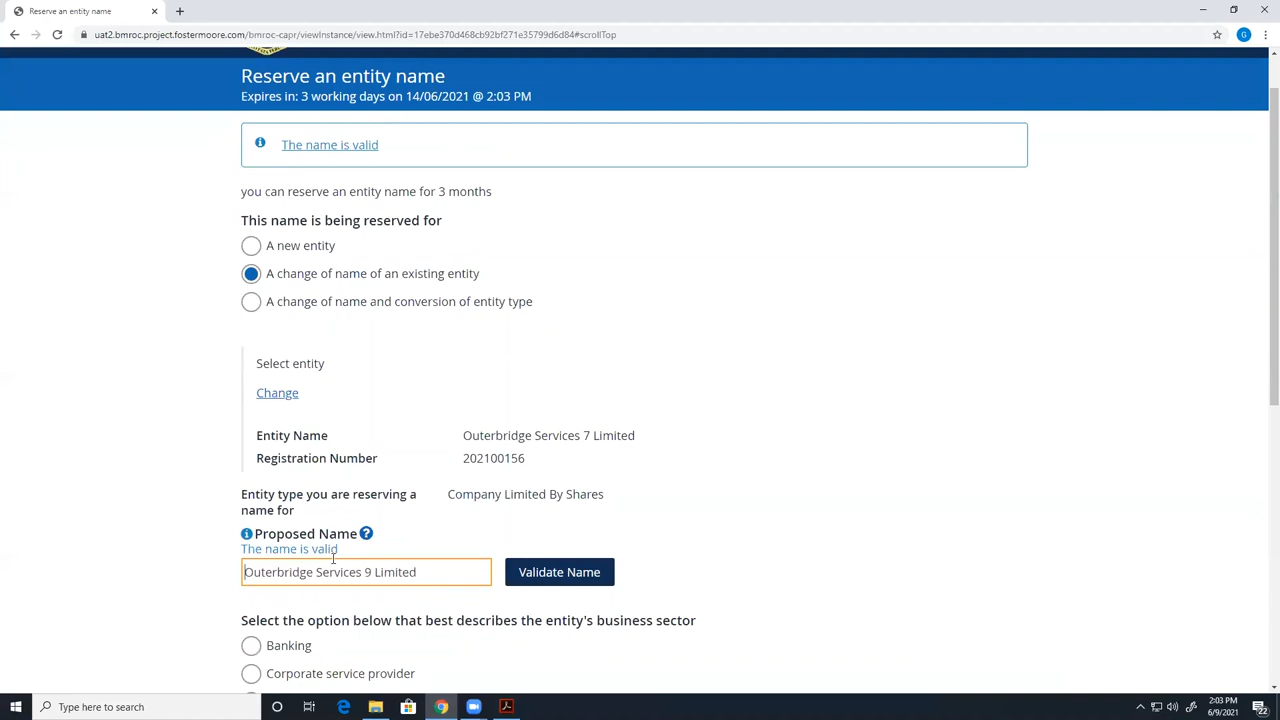 Reserve an entity name
uat2.bmroc.project.fostermoore.com/bmroc-capr/viewInstance/view.html?id=17ebe370d468cb92bf271e35799d6d84#scrollTop
G
Reserve an entity name
Expires in: 3 working days on 14/06/2021 @ 2:03 PM
The name is valid
you can reserve an entity name for 3 months
This name is being reserved for
A new entity
A change of name of an existing entity
A change of name and conversion of entity type
Select entity
Change
Entity Name Outerbridge Services 7 Limited
Registration Number 202100156
Entity type you are reserving a name for Company Limited By Shares
Proposed Name
The name is valid
Outerbridge Services 9 Limited Validate Name
Select the option below that best describes the entity's business sector
Banking
Corporate service provider
Type here to search
2:03 PM
6/9/2021
22